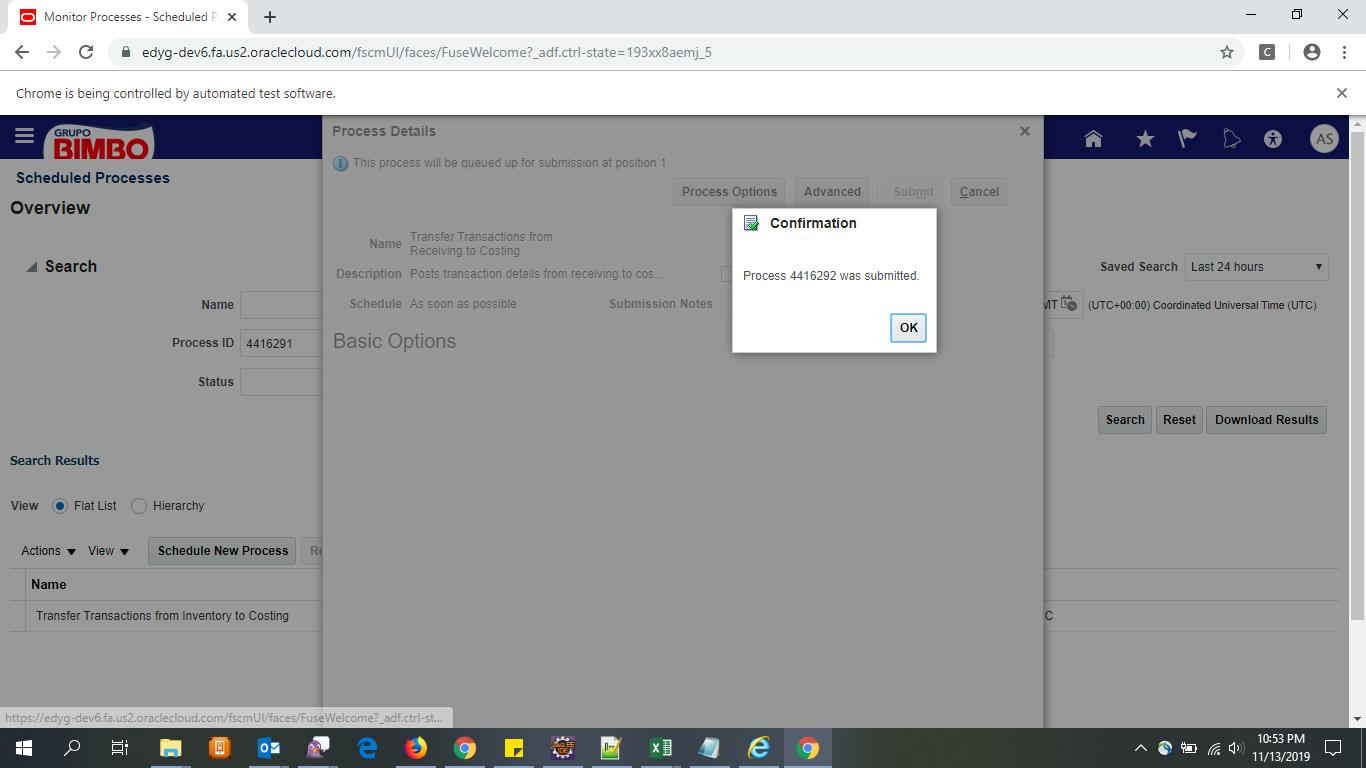 Monitor Processes - Scheduled P
edyg-dev6.fa.us2.oraclecloud.com/fscmUI/faces/FuseWelcome?_adf.ctrl-state=193xx8aemj_5
C
Chrome is being controlled by automated test software.
GRUPO
BIMBO
Process Details
AS
This process will be queued up for submission at position 1
Scheduled Processes
Process Options Advanced Submit Cancel
Overview
Confirmation
Name Transfer Transactions from
Receiving to Costing
Search
Saved Search Last 24 hours
Description Posts transaction details from receiving to cos...
Process 4416292 was submitted.
Name
Schedule As soon as possible Submission Notes
MT (UTC+00:00) Coordinated Universal Time (UTC)
OK
Process ID 4416291
Basic Options
Status
Search Reset Download Results
Search Results
View Flat List Hierarchy
Actions View Schedule New Process Re
Name
Transfer Transactions from Inventory to Costing C
https://edyg-dev6.fa.us2.oraclecloud.com/fscmUI/faces/FuseWelcome?_adf.ctrl-st...
10:53 PM
11/13/2019